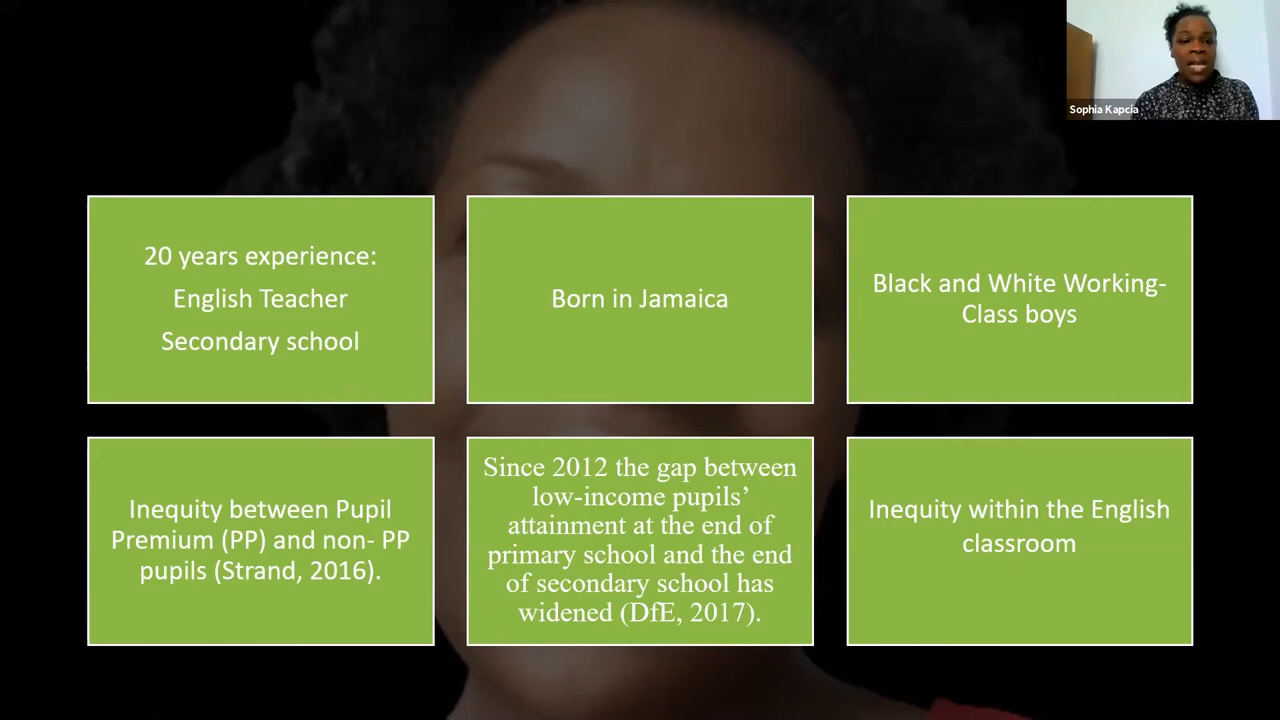 Sophia Kapcia
20 years experience:
English Teacher
Secondary school
Born in Jamaica
Black and White Working-
Class boys
Inequity between Pupil
Premium (PP) and non- PP
pupils (Strand, 2016).
Since 2012 the gap between
low-income pupils’
attainment at the end of
primary school and the end
of secondary school has
widened (DfE, 2017).
Inequity within the English
classroom